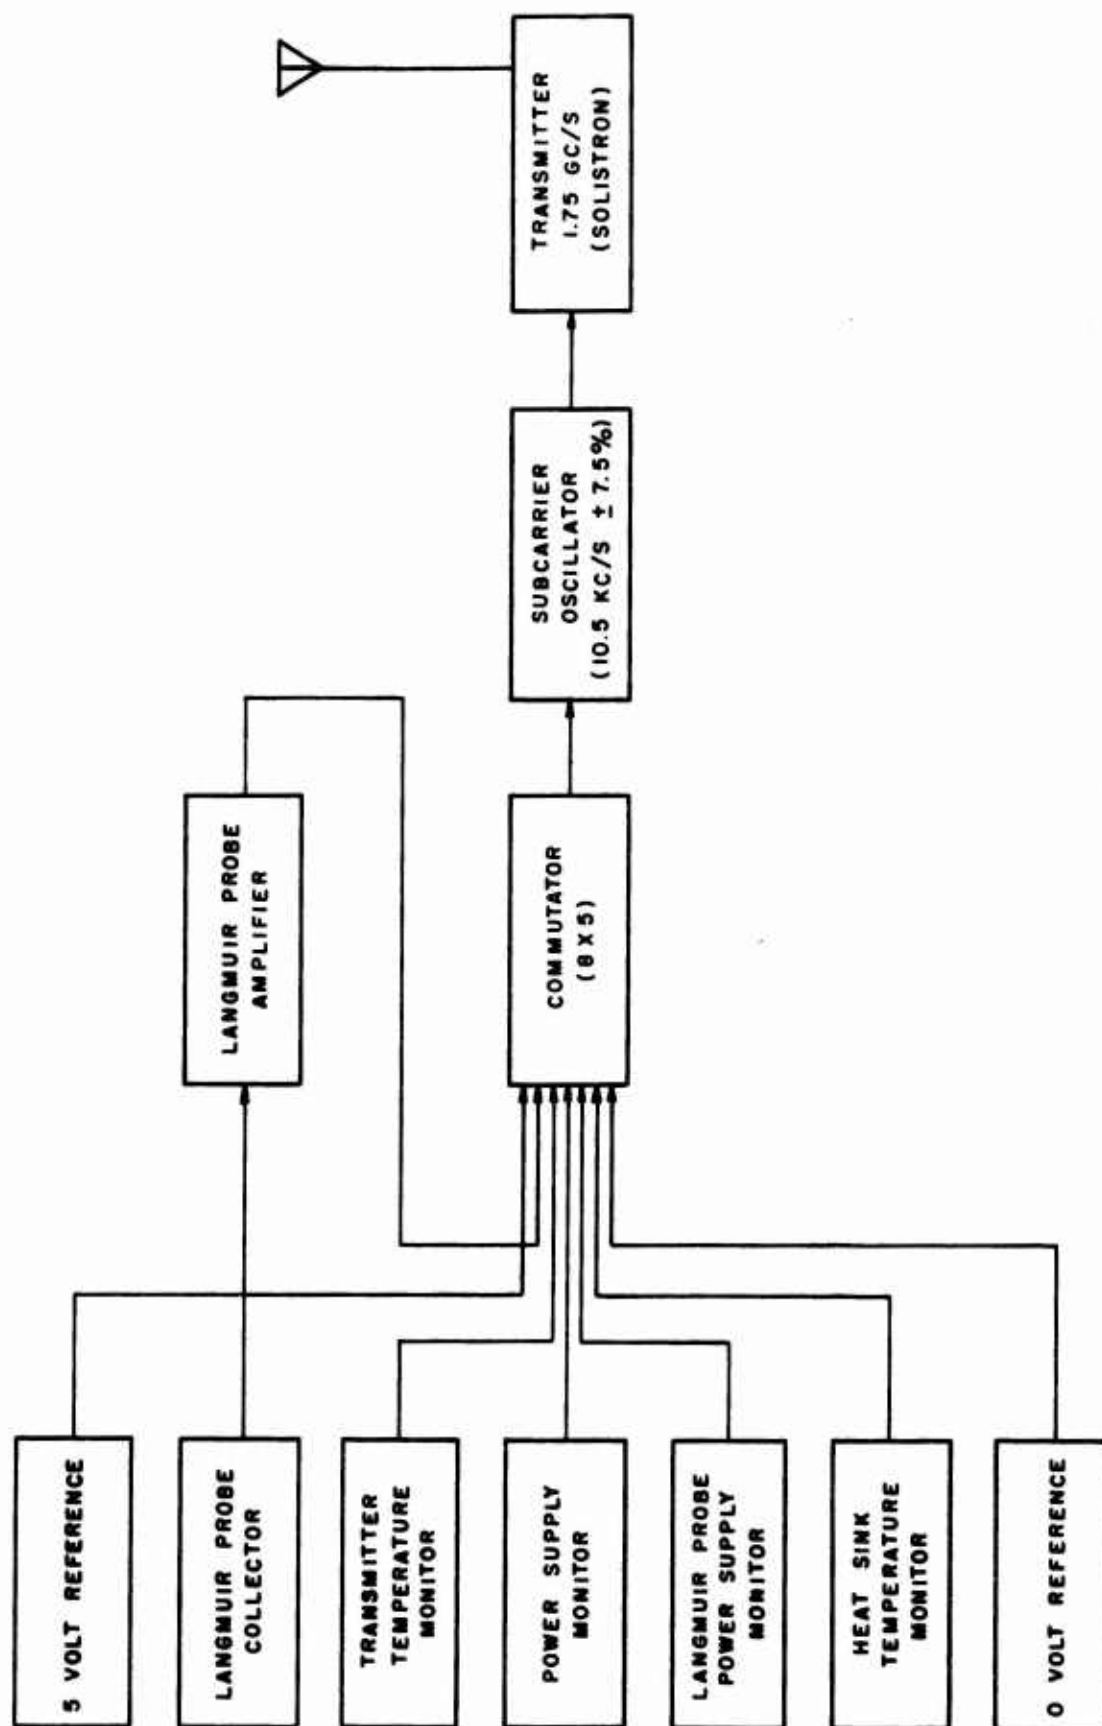 5 VOLT REFERENCE
LANGMUIR PROBE
COLLECTOR
TRANSMITTER
TEMPERATURE
MONITOR
POWER SUPPLY
MONITOR
LANGMUIR PROBE
POWER SUPPLY
MONITOR
HEAT SINK
TEMPERATURE
MONITOR
0 VOLT REFERENCE
LANGMUIR PROBE
AMPLIFIER
COMMUTATOR
(8X5)
SUBCARRIER
OSCILLATOR
(10.5 KC/S ± 7.5%)
TRANSMITTER
1.75 GC/S
(SOLISTRON)